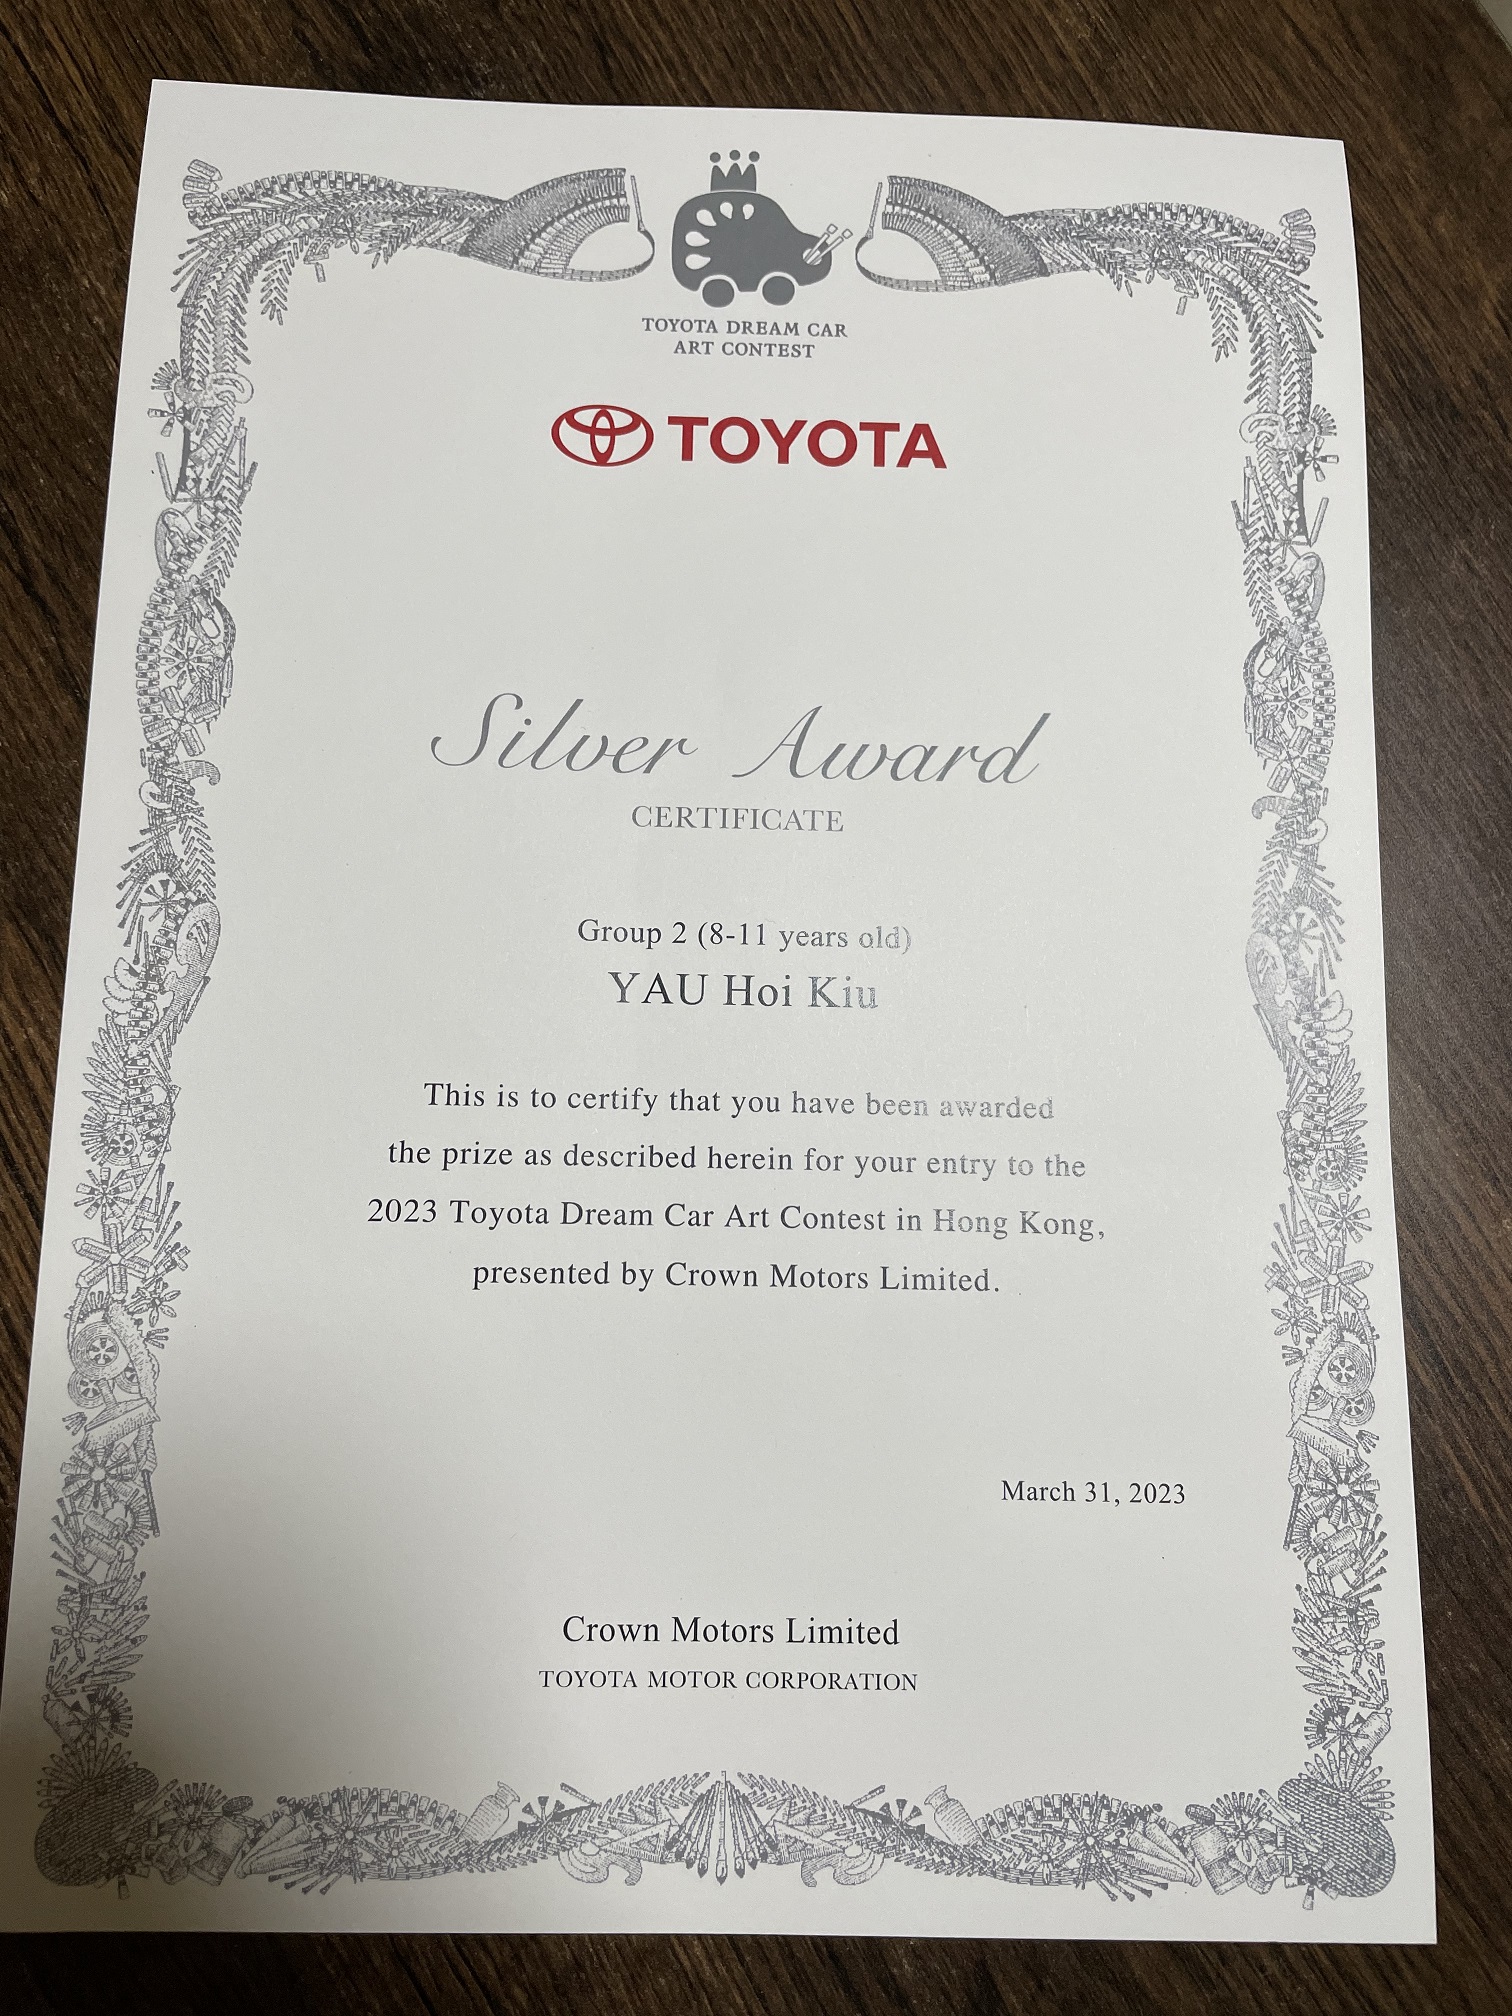 TOYOTA DREAM CAR
ART CONTEST
TOYOTA
Silver Award
CERTIFICATE
Group 2 (8-11 years old)
YAU Hoi Kiu
This is to certify that you have been awarded
the prize as described herein for your entry to the
2023 Toyota Dream Car Art Contest in Hong Kong,
presented by Crown Motors Limited.
March 31, 2023
Crown Motors Limited
TOYOTA MOTOR CORPORATION